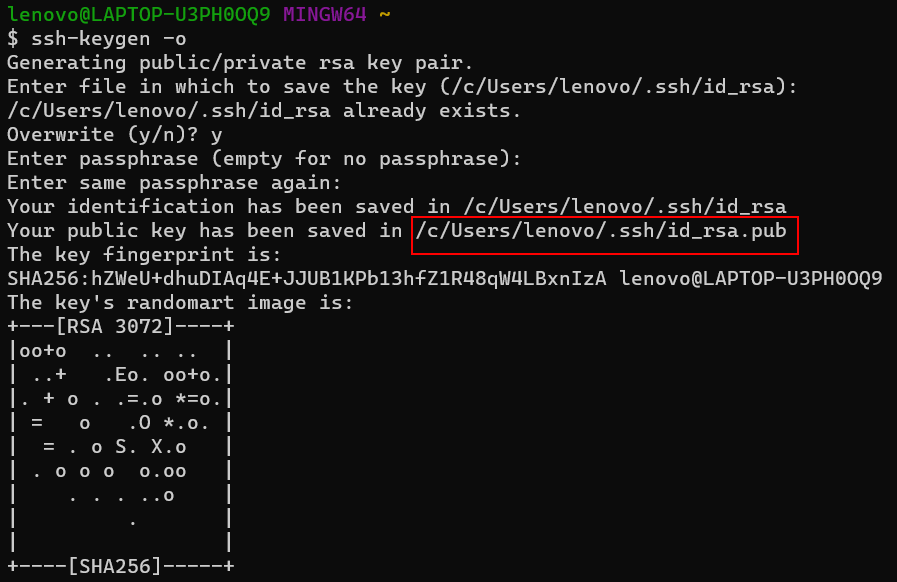 lenovo@LAPTOP-U3PH0OQ9 MINGW64 ~
$ ssh-keygen -o
Generating public/private rsa key pair.
Enter file in which to save the key (/c/Users/lenovo/.ssh/id_rsa):
/c/Users/lenovo/.ssh/id_rsa already exists.
Overwrite (y/n)? y
Enter passphrase (empty for no passphrase):
Enter same passphrase again:
Your identification has been saved in /c/Users/lenovo/.ssh/id_rsa
Your public key has been saved in /c/Users/lenovo/.ssh/id_rsa.pub
The key fingerprint is:
SHA256:hZWeU+dhuDIAq4E+JJUB1KPb13hfZ1R48qW4LBxnIzA lenovo@LAPTOP-U3PH0OQ9
The key's randomart image is:
+---[RSA 3072]----+
|oo+o  ..  .. ..  |
| ..+   .Eo. oo+o.|
|. + o . .=.o *=o.|
| =   o   .O *.o. |
|  = . o S. X.o   |
| . o o o  o.oo   |
|    . . . ..o    |
|         .       |
|                 |
+----[SHA256]-----+